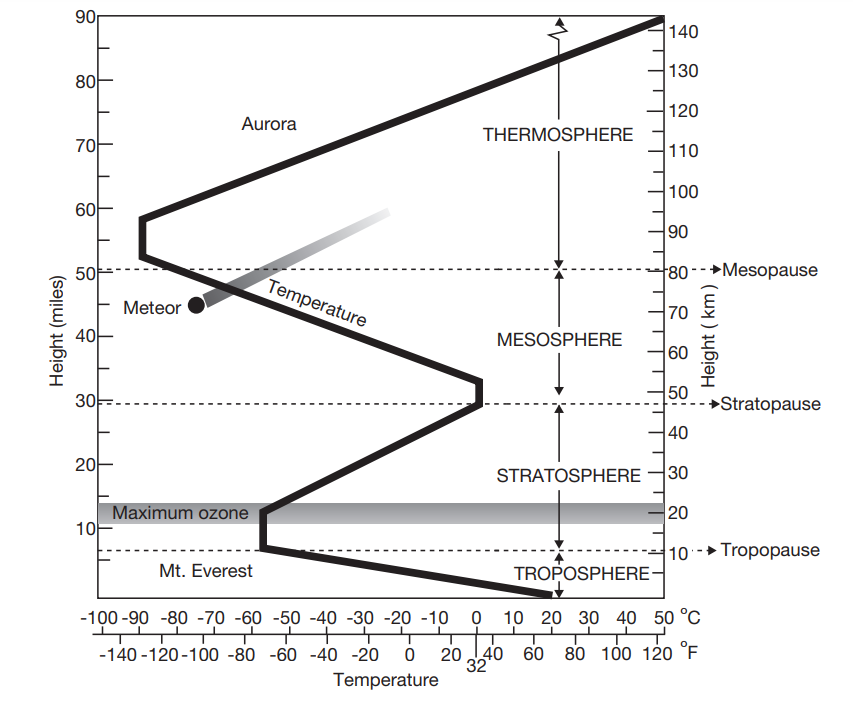 90
80
70
60
50
40
30
20
10
Height (miles)
Aurora
THERMOSPHERE
Meteor
Temperature
MESOSPHERE
STRATOSPHERE
Maximum ozone
Mt. Everest
TROPOSPHERE
140
130
120
110
100
90
80
70
60
50
40
30
20
10
Height ( km)
Mesopause
Stratopause
Tropopause
-100 -90 -80 -70 -60 -50 -40 -30 -20 -10 0 10 20 30 40 50 °C
-140 -120 -100 -80 -60 -40 -20 0 20 40 60 80 100 120 °F
32
Temperature